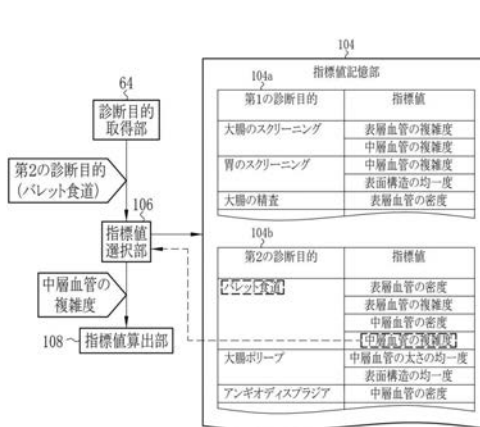 104
指標値記憶部
104a
第1の診断目的 指標値
大腸のスクリーニング 表層血管の複雑度
中層血管の複雑度
胃のスクリーニング 中層血管の複雑度
表面構造の均一度
大腸の精査 表層血管の密度
104b
第2の診断目的 指標値
バレット食道 表層血管の密度
表層血管の複雑度
中層血管の密度
中層血管の複雑度
大腸ポリープ 中層血管の太さの均一度
表面構造の均一度
アンギオディスプラジア 中層血管の密度
64
診断目的
取得部
第2の診断目的
(バレット食道)
106
指標値
選択部
中層血管の
複雑度
108 指標値算出部